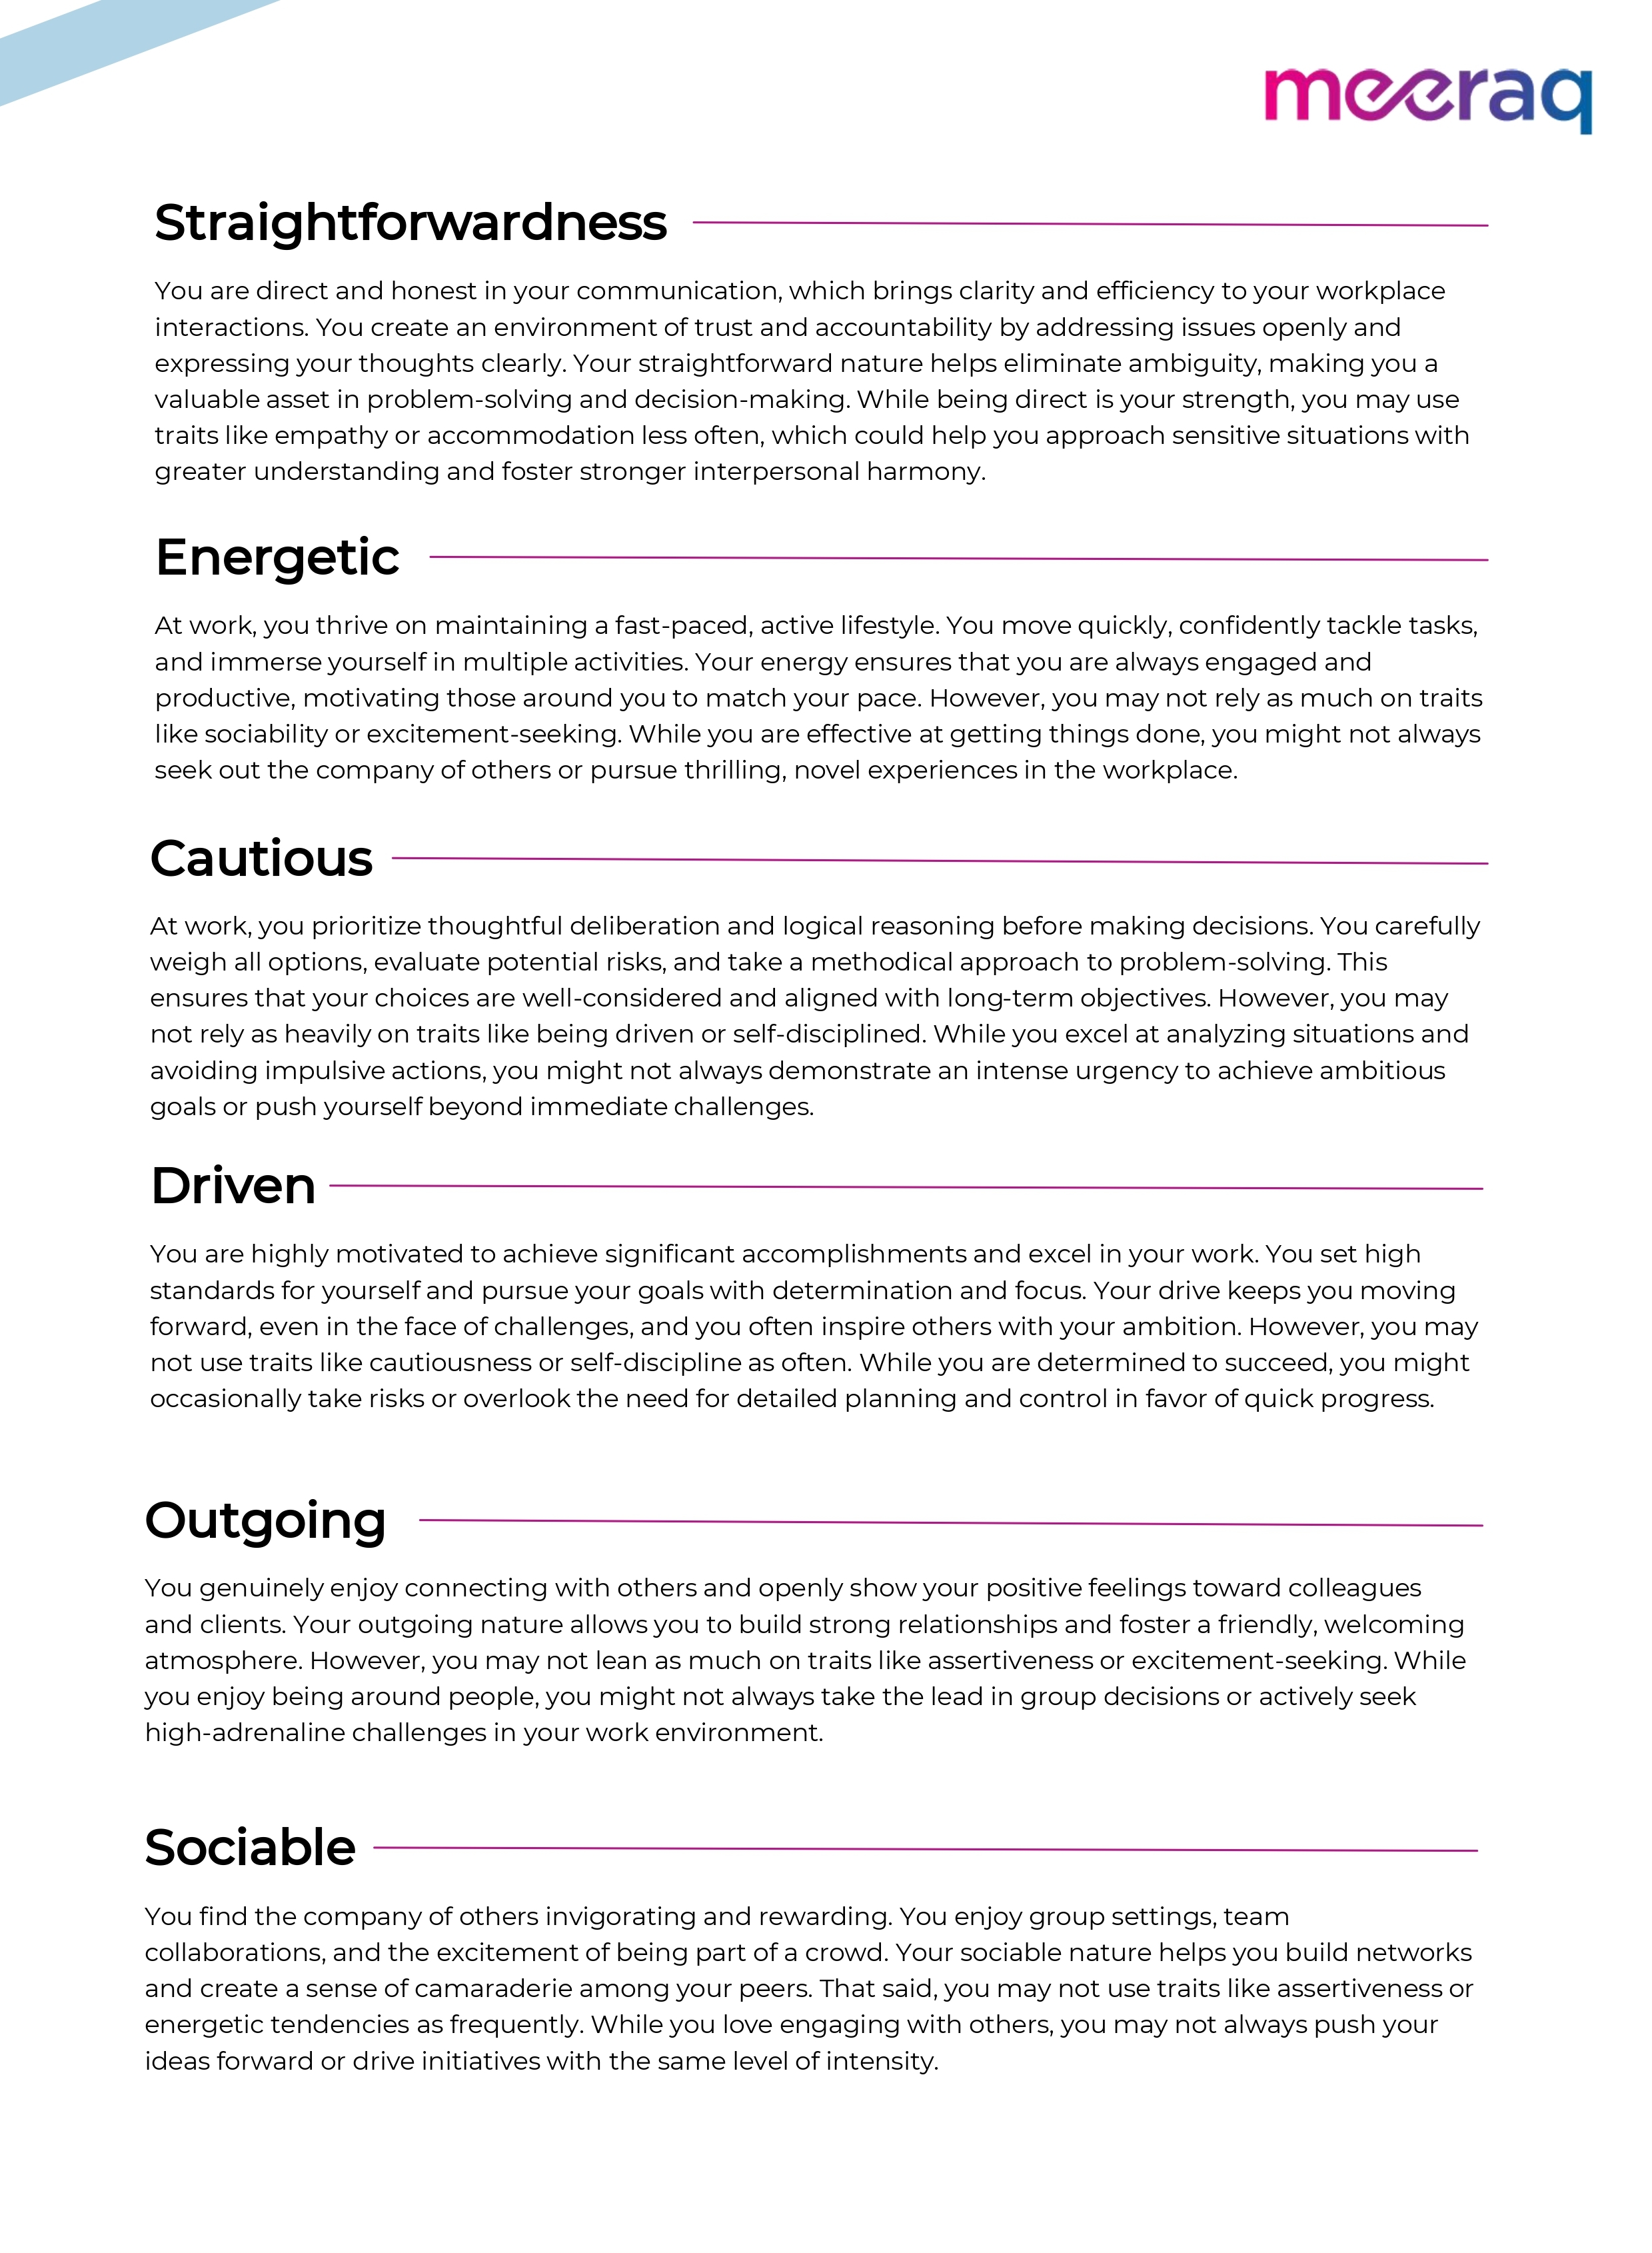 meeraq
Straightforwardness
You are direct and honest in your communication, which brings clarity and efficiency to your workplace
interactions. You create an environment of trust and accountability by addressing issues openly and
expressing your thoughts clearly. Your straightforward nature helps eliminate ambiguity, making you a
valuable asset in problem-solving and decision-making. While being direct is your strength, you may use
traits like empathy or accommodation less often, which could help you approach sensitive situations with
greater understanding and foster stronger interpersonal harmony.
Energetic
At work, you thrive on maintaining a fast-paced, active lifestyle. You move quickly, confidently tackle tasks,
and immerse yourself in multiple activities. Your energy ensures that you are always engaged and
productive, motivating those around you to match your pace. However, you may not rely as much on traits
like sociability or excitement-seeking. While you are effective at getting things done, you might not always
seek out the company of others or pursue thrilling, novel experiences in the workplace.
Cautious
At work, you prioritize thoughtful deliberation and logical reasoning before making decisions. You carefully
weigh all options, evaluate potential risks, and take a methodical approach to problem-solving. This
ensures that your choices are well-considered and aligned with long-term objectives. However, you may
not rely as heavily on traits like being driven or self-disciplined. While you excel at analyzing situations and
avoiding impulsive actions, you might not always demonstrate an intense urgency to achieve ambitious
goals or push yourself beyond immediate challenges.
Driven
You are highly motivated to achieve significant accomplishments and excel in your work. You set high
standards for yourself and pursue your goals with determination and focus. Your drive keeps you moving
forward, even in the face of challenges, and you often inspire others with your ambition. However, you may
not use traits like cautiousness or self-discipline as often. While you are determined to succeed, you might
occasionally take risks or overlook the need for detailed planning and control in favor of quick progress.
Outgoing
You genuinely enjoy connecting with others and openly show your positive feelings toward colleagues
and clients. Your outgoing nature allows you to build strong relationships and foster a friendly, welcoming
atmosphere. However, you may not lean as much on traits like assertiveness or excitement-seeking. While
you enjoy being around people, you might not always take the lead in group decisions or actively seek
high-adrenaline challenges in your work environment.
Sociable
You find the company of others invigorating and rewarding. You enjoy group settings, team
collaborations, and the excitement of being part of a crowd. Your sociable nature helps you build networks
and create a sense of camaraderie among your peers. That said, you may not use traits like assertiveness or
energetic tendencies as frequently. While you love engaging with others, you may not always push your
ideas forward or drive initiatives with the same level of intensity.